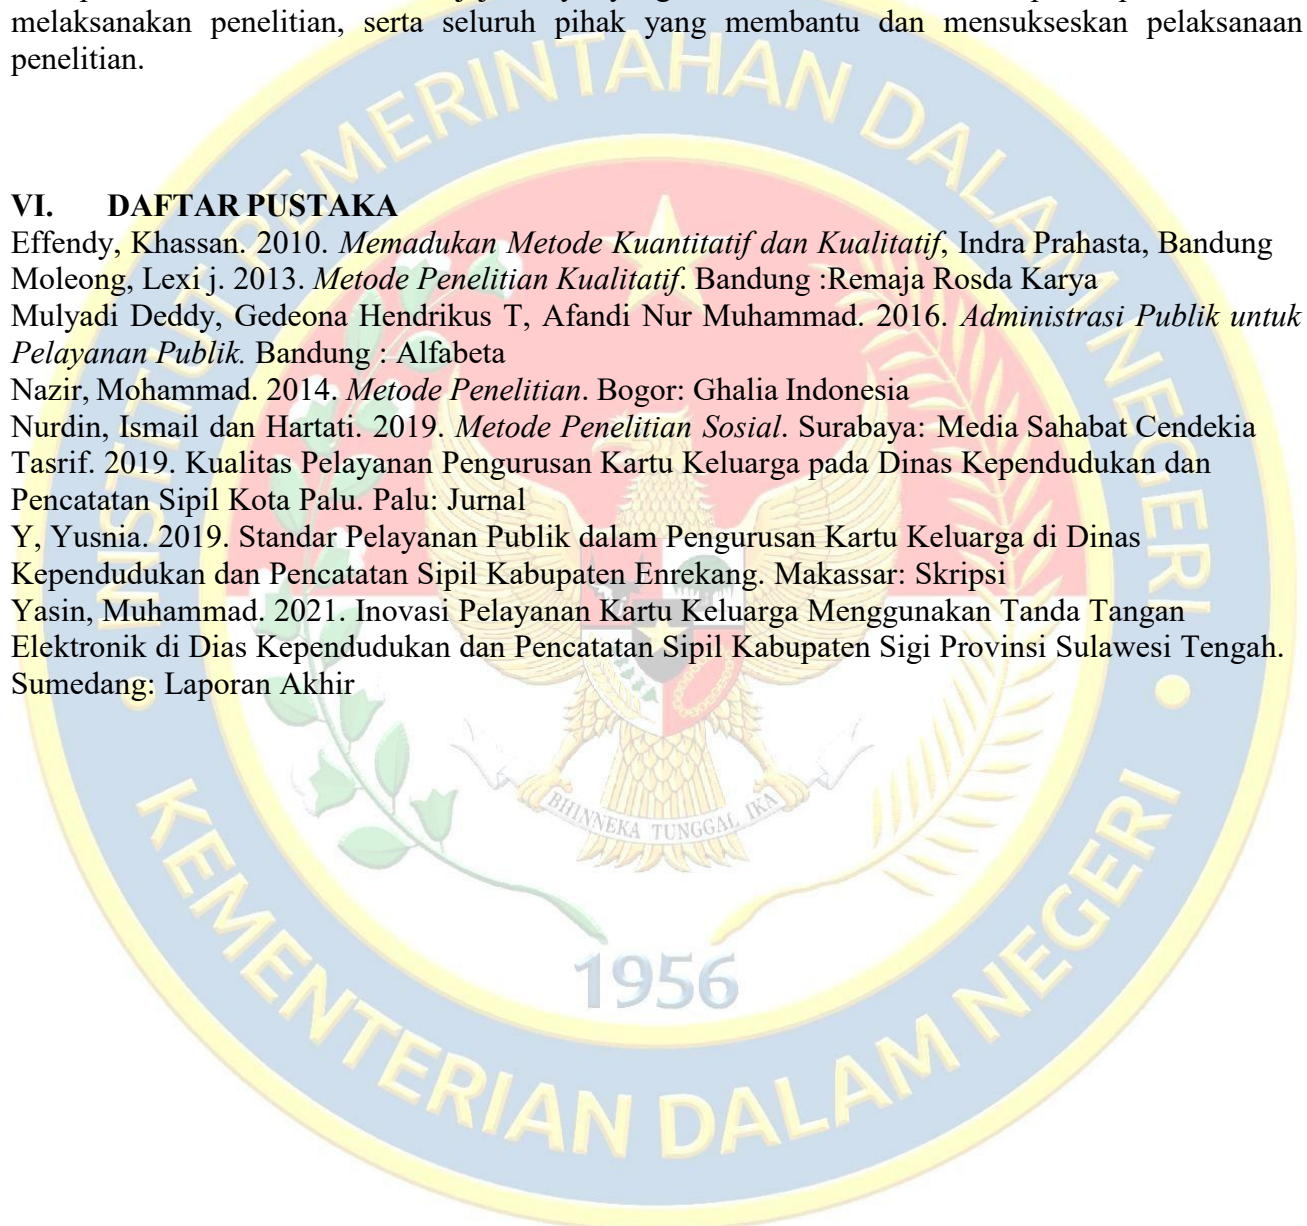 melaksanakan penelitian, serta seluruh pihak yang membantu dan mensukseskan pelaksanaan
penelitian.
VI. DAFTAR PUSTAKA
Effendy, Khassan. 2010. Memadukan Metode Kuantitatif dan Kualitatif, Indra Prahasta, Bandung
Moleong, Lexi j. 2013. Metode Penelitian Kualitatif. Bandung :Remaja Rosda Karya
Mulyadi Deddy, Gedeona Hendrikus T, Afandi Nur Muhammad. 2016. Administrasi Publik untuk
Pelayanan Publik. Bandung : Alfabeta
Nazir, Mohammad. 2014. Metode Penelitian. Bogor: Ghalia Indonesia
Nurdin, Ismail dan Hartati. 2019. Metode Penelitian Sosial. Surabaya: Media Sahabat Cendekia
Tasrif. 2019. Kualitas Pelayanan Pengurusan Kartu Keluarga pada Dinas Kependudukan dan
Pencatatan Sipil Kota Palu. Palu: Jurnal
Y, Yusnia. 2019. Standar Pelayanan Publik dalam Pengurusan Kartu Keluarga di Dinas
Kependudukan dan Pencatatan Sipil Kabupaten Enrekang. Makassar: Skripsi
Yasin, Muhammad. 2021. Inovasi Pelayanan Kartu Keluarga Menggunakan Tanda Tangan
Elektronik di Dias Kependudukan dan Pencatatan Sipil Kabupaten Sigi Provinsi Sulawesi Tengah.
Sumedang: Laporan Akhir
INSTITUT PEMERINTAHAN DALAM NEGERI
BHINNEKA TUNGGAL IKA
1956
KEMENTERIAN DALAM NEGERI